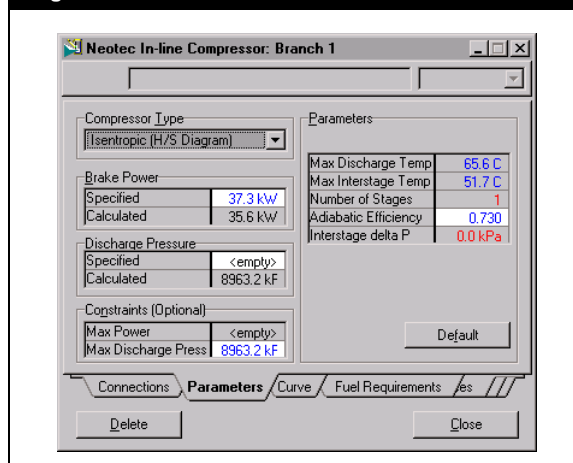 Neotec In-line Compressor: Branch 1
Compressor Type
Isentropic (H/S Diagram)
Brake Power
Specified 37.3 kW
Calculated 35.6 kW
Discharge Pressure
Specified <empty>
Calculated 8963.2 kF
Constraints (Optional)
Max Power <empty>
Max Discharge Press 8963.2 kF
Parameters
Max Discharge Temp 65.6 C
Max Interstage Temp 51.7 C
Number of Stages 1
Adiabatic Efficiency 0.730
Interstage delta P 0.0 kPa
Default
Connections Parameters Curve Fuel Requirements es
Delete Close